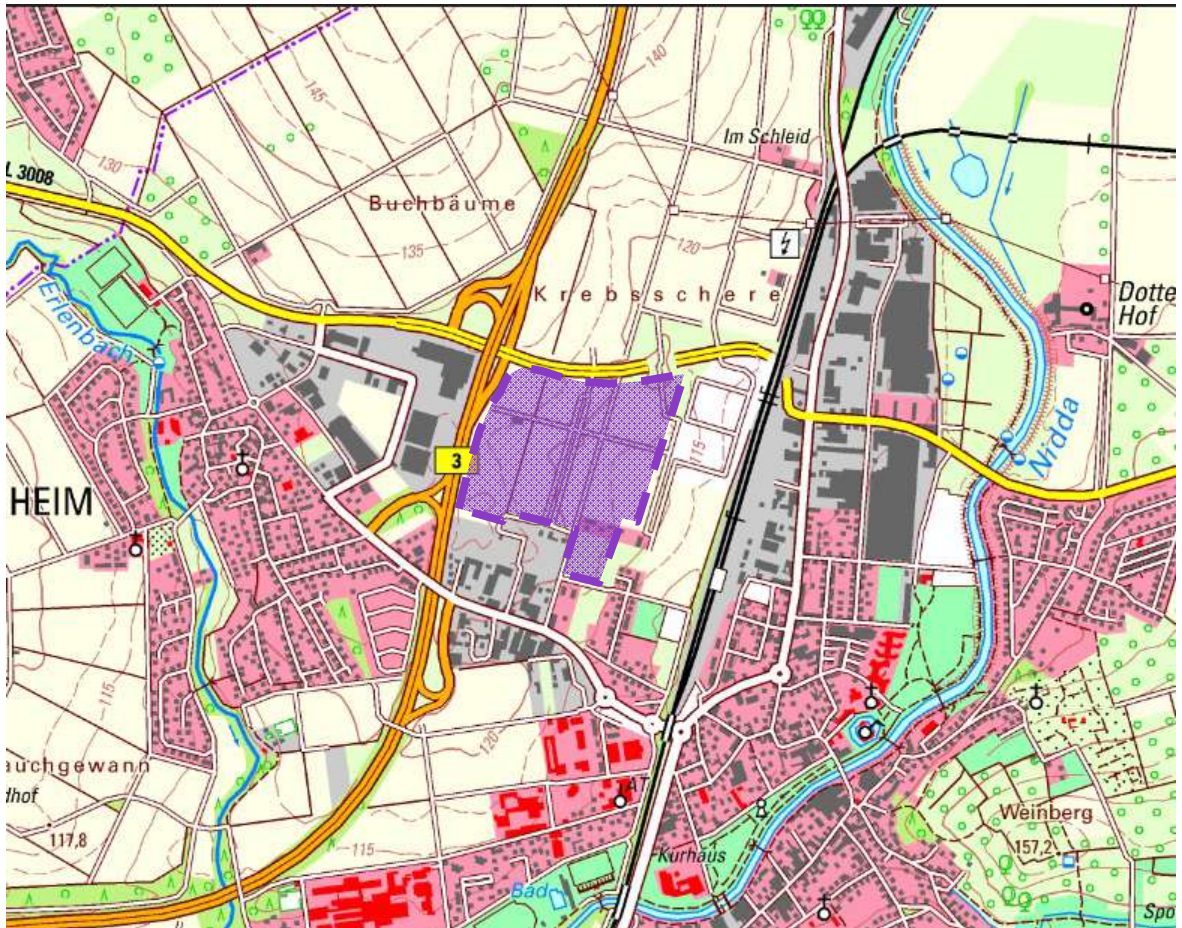 140
145
Im Schleid
130
L 3008
Buchbäume
120
135
Krebsschere
Dotte
Hof
Erlenbach
115
3
Nidda
HEIM
115
120
auchgewann
dhof
Weinberg
117,8
115
157,2
Kurhaus
Bad
Spo